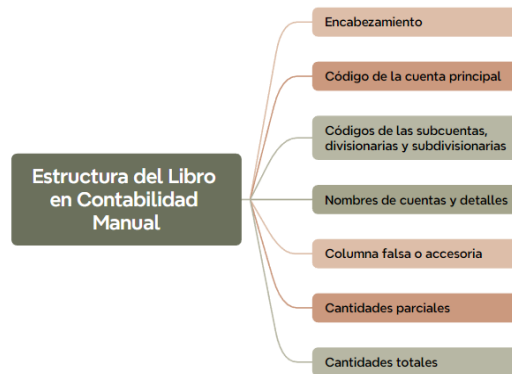 Estructura del Libro
en Contabilidad
Manual
Encabezamiento
Código de la cuenta principal
Códigos de las subcuentas,
divisionarias y subdivisionarias
Nombres de cuentas y detalles
Columna falsa o accesoria
Cantidades parciales
Cantidades totales